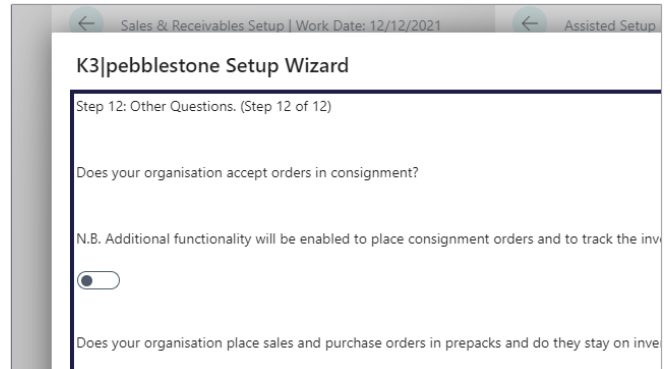 Sales & Receivables Setup | Work Date: 12/12/2021
Assisted Setup
K3|pebblestone Setup Wizard
Step 12: Other Questions. (Step 12 of 12)
Does your organisation accept orders in consignment?
N.B. Additional functionality will be enabled to place consignment orders and to track the
Does your organisation place sales and purchase orders in prepacks and do they stay on